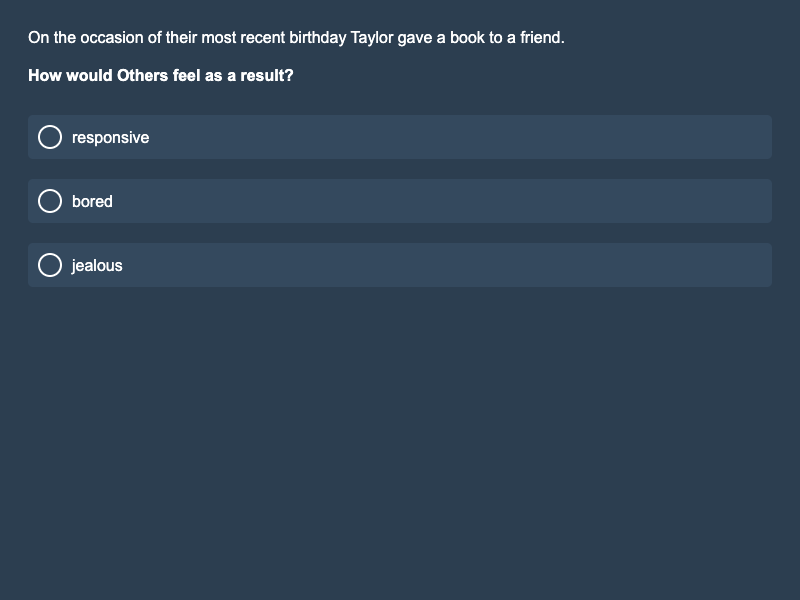 On the occasion of their most recent birthday Taylor gave a book to a friend.
How would Others feel as a result?
responsive
bored
jealous